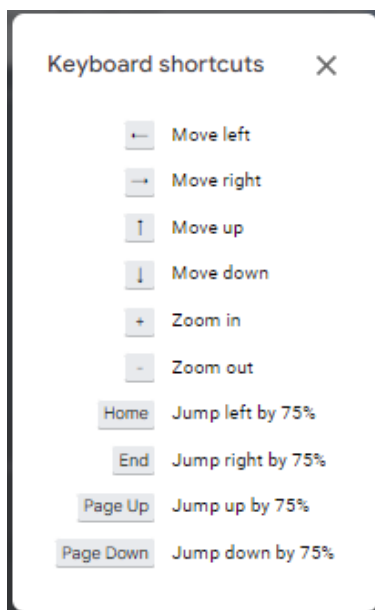 Keyboard shortcuts
← Move left
→ Move right
↑ Move up
↓ Move down
+ Zoom in
- Zoom out
Home Jump left by 75%
End Jump right by 75%
Page Up Jump up by 75%
Page Down Jump down by 75%